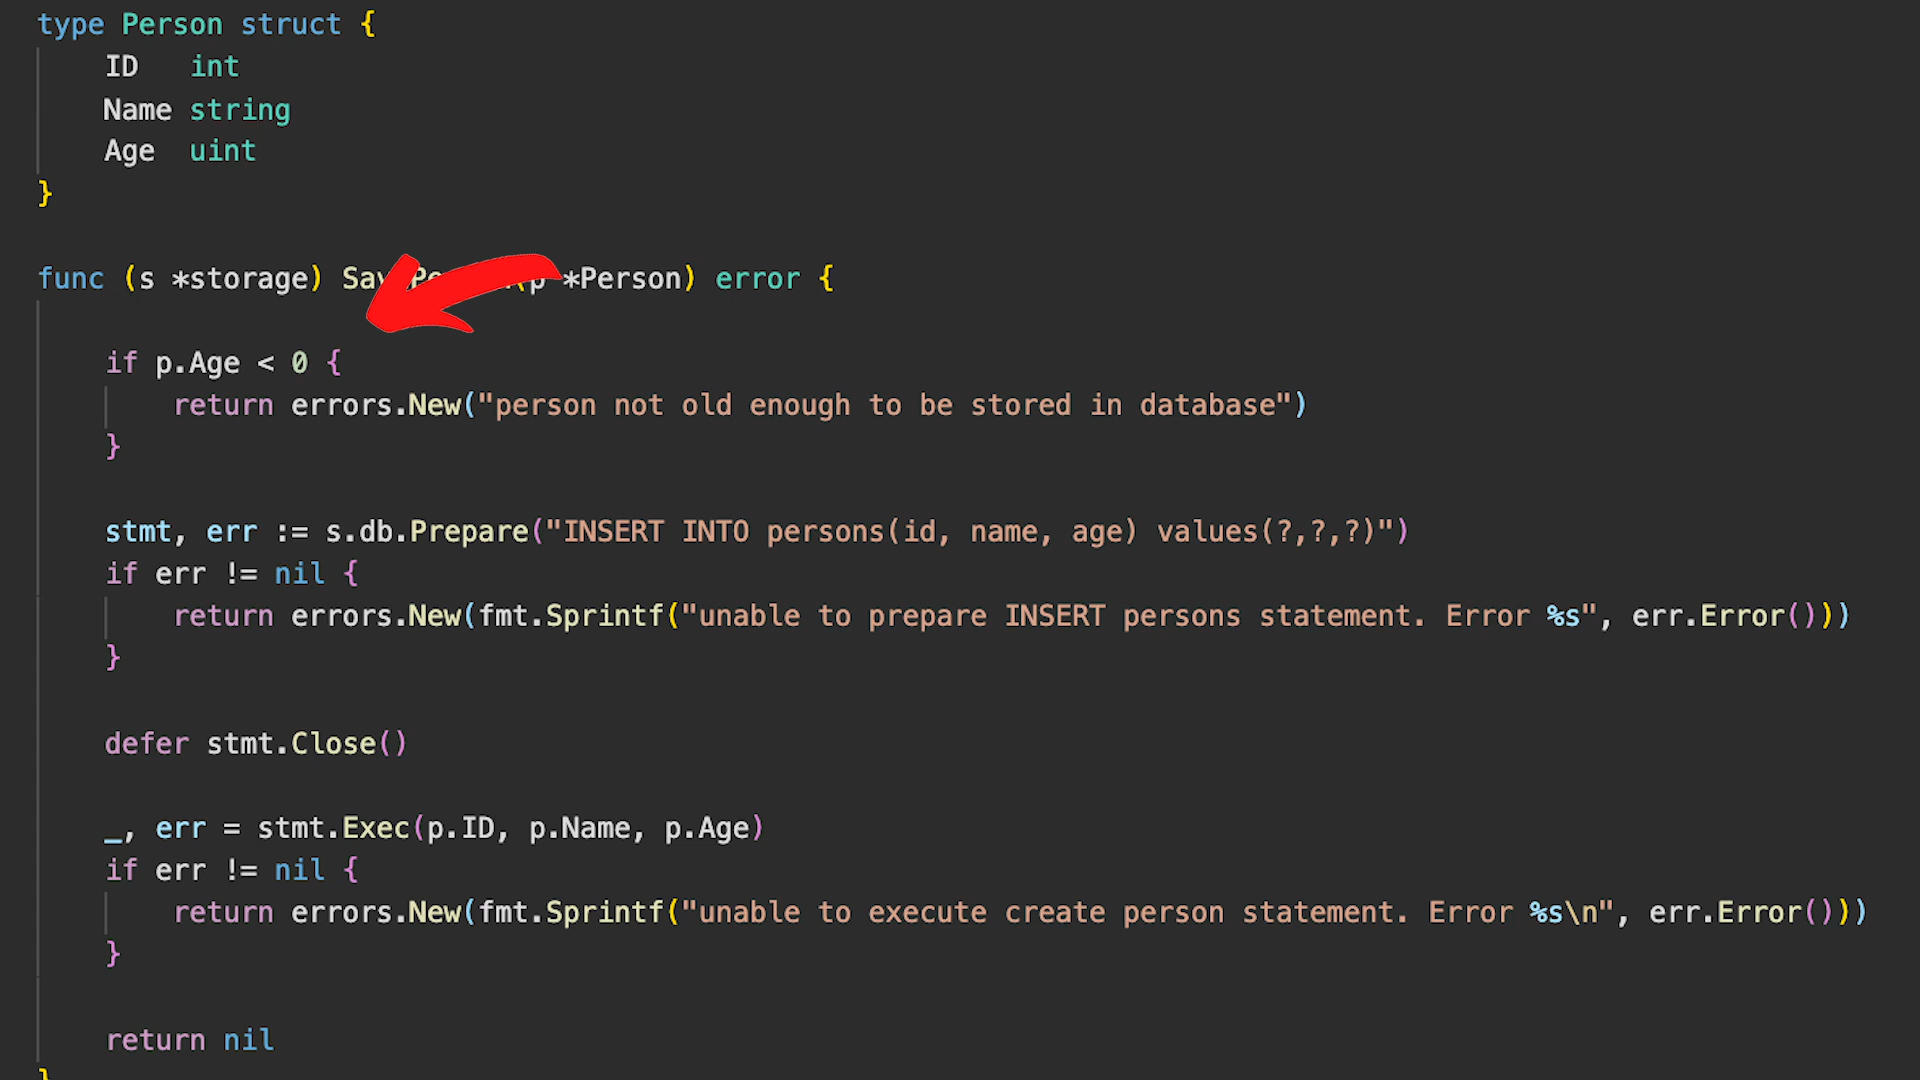 type Person struct {
ID int
Name string
Age uint
}
func (s *storage) *Person) error {
if p.Age < 0 {
return errors.New("person not old enough to be stored in database")
}
stmt, err := s.db.Prepare("INSERT INTO persons(id, name, age) values(?,?,?)")
if err != nil {
return errors.New(fmt.Sprintf("unable to prepare INSERT persons statement. Error %s", err.Error()))
}
defer stmt.Close()
_, err = stmt.Exec(p.ID, p.Name, p.Age)
if err != nil {
return errors.New(fmt.Sprintf("unable to execute create person statement. Error %s\n", err.Error()))
}
return nil
}